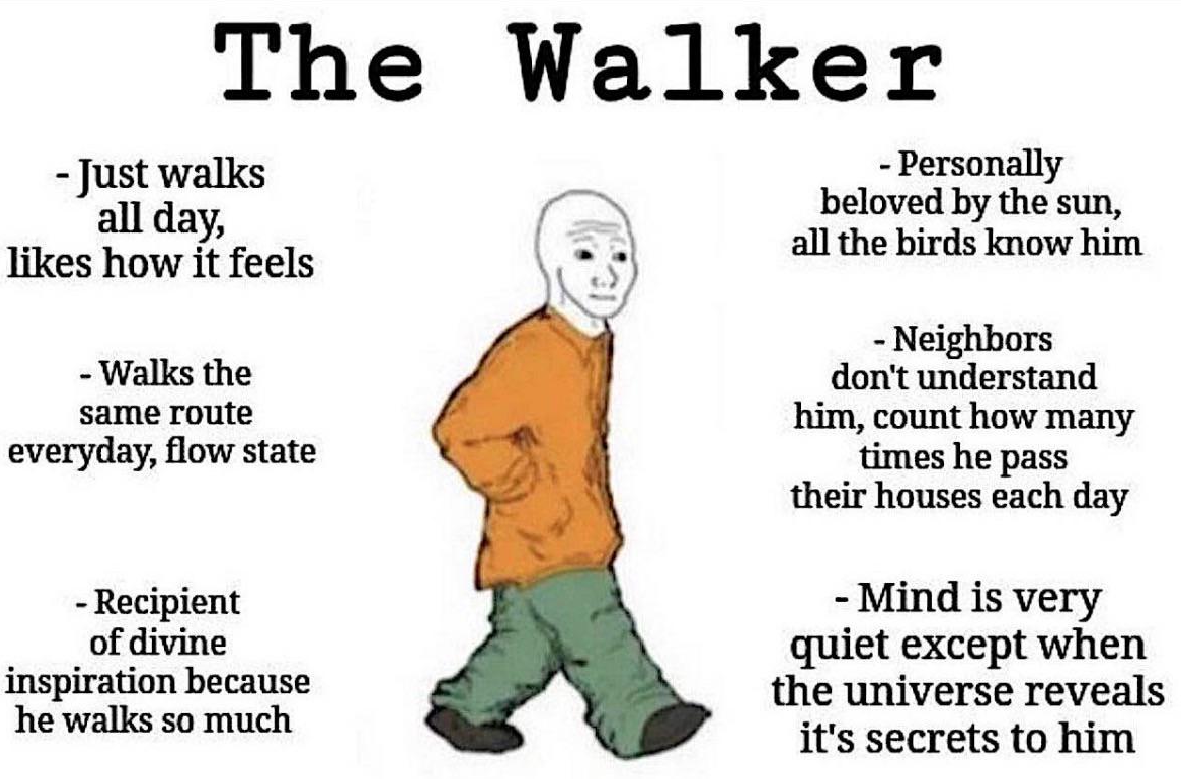 The Walker
- Just walks
all day,
likes how it feels
- Walks the
same route
everyday, flow state
- Recipient
of divine
inspiration because
he walks so much
- Personally
beloved by the sun,
all the birds know him
- Neighbors
don't understand
him, count how many
times he pass
their houses each day
- Mind is very
quiet except when
the universe reveals
it's secrets to him